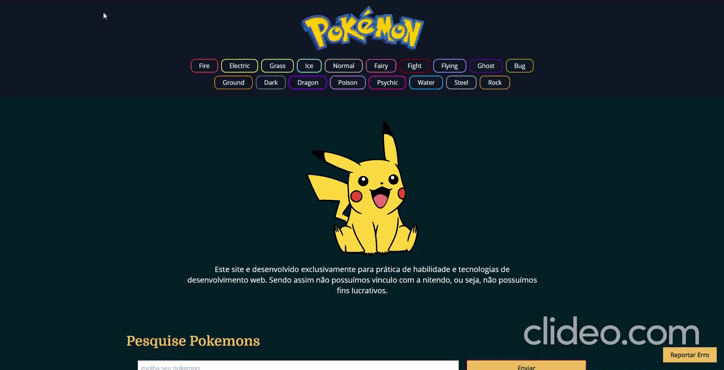 POKÉMON
Fire Electric Grass Ice Normal Fairy Fight Flying Ghost Bug
Ground Dark Dragon Poison Psychic Water Steel Rock
Este site e desenvolvido exclusivamente para prática de habilidade e tecnologias de
desenvolvimento web. Sendo assim não possuímos vinculo com a nitendo, ou seja, não possuímos
fins lucrativos.
Pesquise Pokemons
escolha seu pokemon Enviar
clideo.com
Reportar Erro